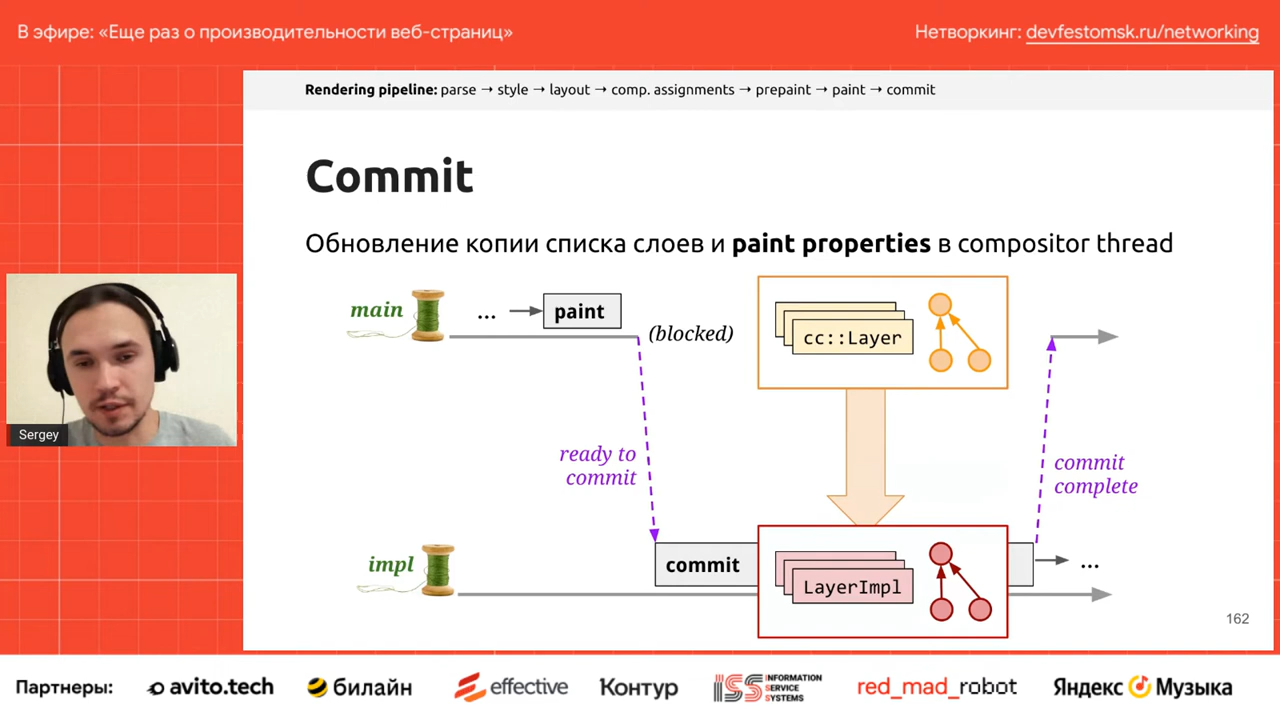 В эфире: «Еще раз о производительности веб-страниц»
Нетворкинг: devfestomsk.ru/networking
Rendering pipeline: parse → style → layout → comp. assignments → prepaint → paint → commit
Commit
Обновление копии списка слоев и paint properties в compositor thread
main
...
paint
(blocked)
cc::Layer
ready to
commit
commit
complete
impl
commit
LayerImpl
...
Sergey
162
Партнеры:
avito.tech
билайн
effective
Контур
ISS INFORMATION
SERVICE
SYSTEMS
red_mad_robot
Яндекс Музыка